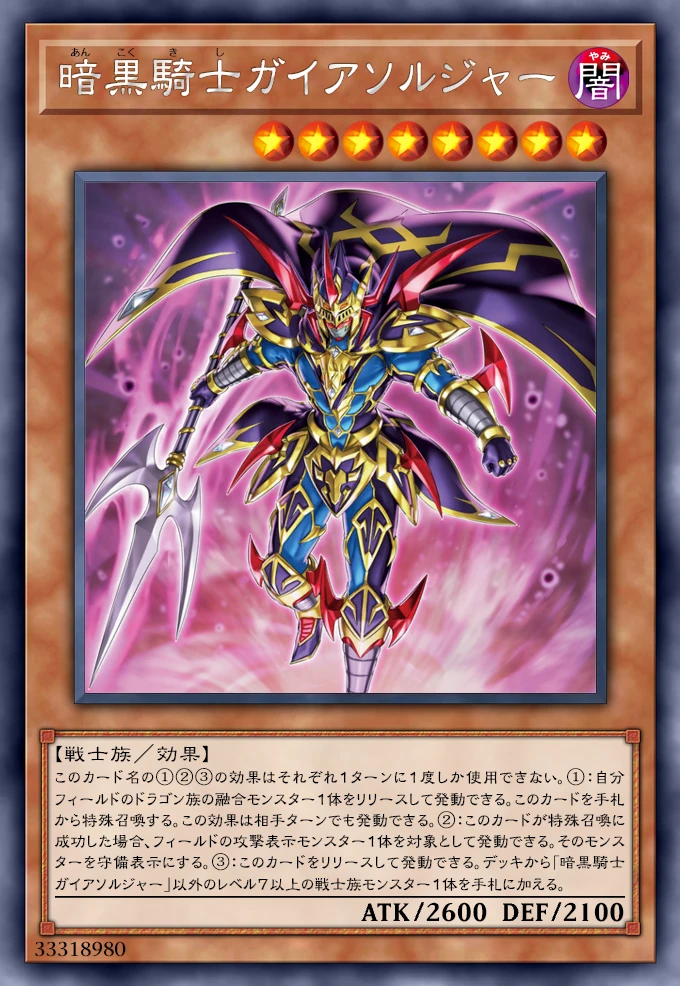 あん こく き し
暗黒騎士ガイアソルジャー
やみ
闇
【戦士族／効果】
このカード名の①②③の効果はそれぞれ１ターンに１度しか使用できない。①：自分
フィールドのドラゴン族の融合モンスター１体をリリースして発動できる。このカードを手札
から特殊召喚する。この効果は相手ターンでも発動できる。②：このカードが特殊召喚に
成功した場合、フィールドの攻撃表示モンスター１体を対象として発動できる。そのモンス
ターを守備表示にする。③：このカードをリリースして発動できる。デッキから「暗黒騎士
ガイアソルジャー」以外のレベル７以上の戦士族モンスター１体を手札に加える。
ATK/2600 DEF/2100
33318980